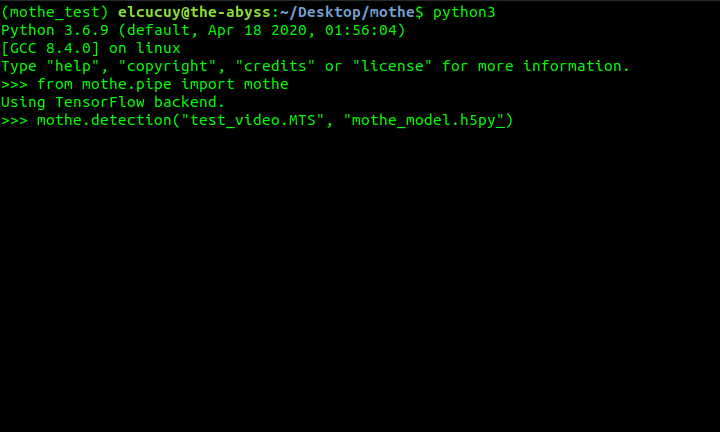 (mothe_test) elcucuy@the-abyss:~/Desktop/mothe$ python3
Python 3.6.9 (default, Apr 18 2020, 01:56:04)
[GCC 8.4.0] on linux
Type "help", "copyright", "credits" or "license" for more information.
>>> from mothe.pipe import mothe
Using TensorFlow backend.
>>> mothe.detection("test_video.MTS", "mothe_model.h5py_")